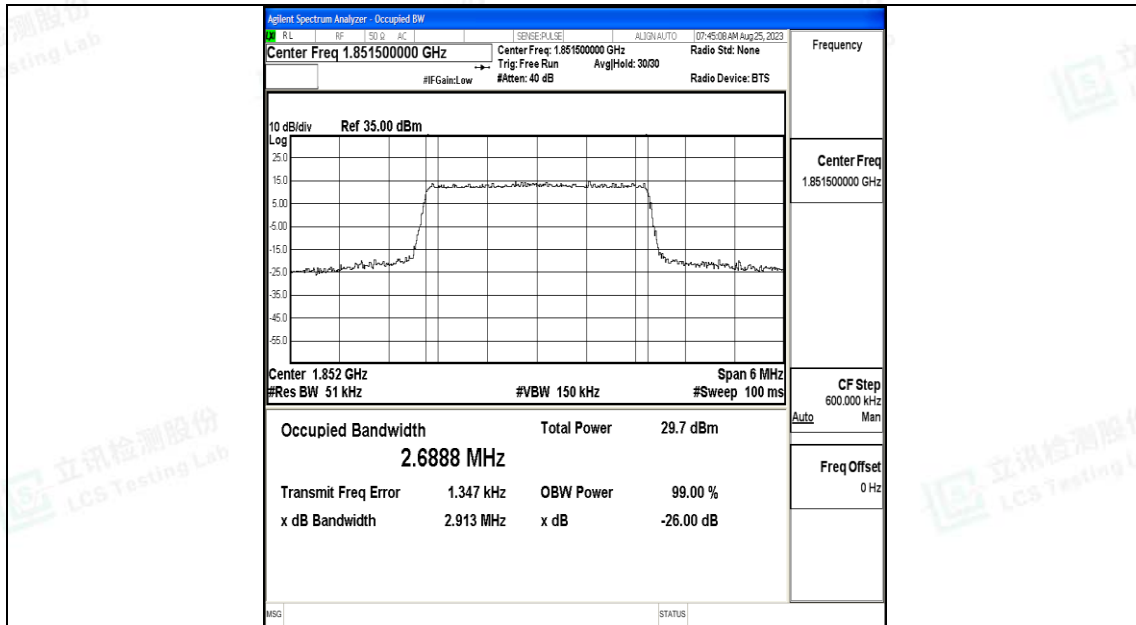 Agilent Spectrum Analyzer - Occupied BW
LXI RL RF 50 Ω AC SENSE:PULSE ALIGN AUTO 07:45:08 AM Aug 25, 2023
Center Freq 1.851500000 GHz
Center Freq: 1.851500000 GHz Radio Std: None
Trig: Free Run Avg|Hold: 30/30
#IFGain:Low #Atten: 40 dB Radio Device: BTS
10 dB/div Ref 35.00 dBm
Log
25.0
15.0
5.00
-5.00
-15.0
-25.0
-35.0
-45.0
-55.0
Center 1.852 GHz Span 6 MHz
#Res BW 51 kHz #VBW 150 kHz #Sweep 100 ms
Occupied Bandwidth Total Power 29.7 dBm
2.6888 MHz
Transmit Freq Error 1.347 kHz OBW Power 99.00 %
x dB Bandwidth 2.913 MHz x dB -26.00 dB
MSG STATUS
Frequency
Center Freq
1.851500000 GHz
CF Step
600.000 kHz
Auto Man
Freq Offset
0 Hz
立讯检测股份
LCS Testing Lab
立讯检测股份
LCS Testing L
检测股份
esting Lab
立
LCS